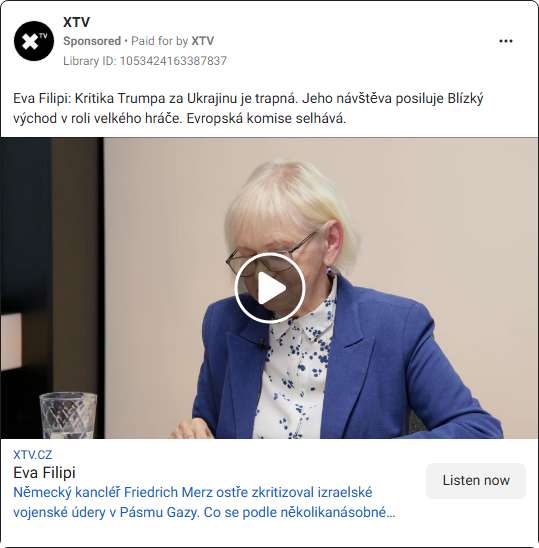 XTV
Sponsored • Paid for by XTV
Library ID: 1053424163387837
Eva Filipi: Kritika Trumpa za Ukrajinu je trapná. Jeho návštěva posiluje Blízký
východ v roli velkého hráče. Evropská komise selhává.
XTV.CZ
Eva Filipi
Listen now
Německý kancléř Friedrich Merz ostře zkritizoval izraelské
vojenské údery v Pásmu Gazy. Co se podle několikanásobné…